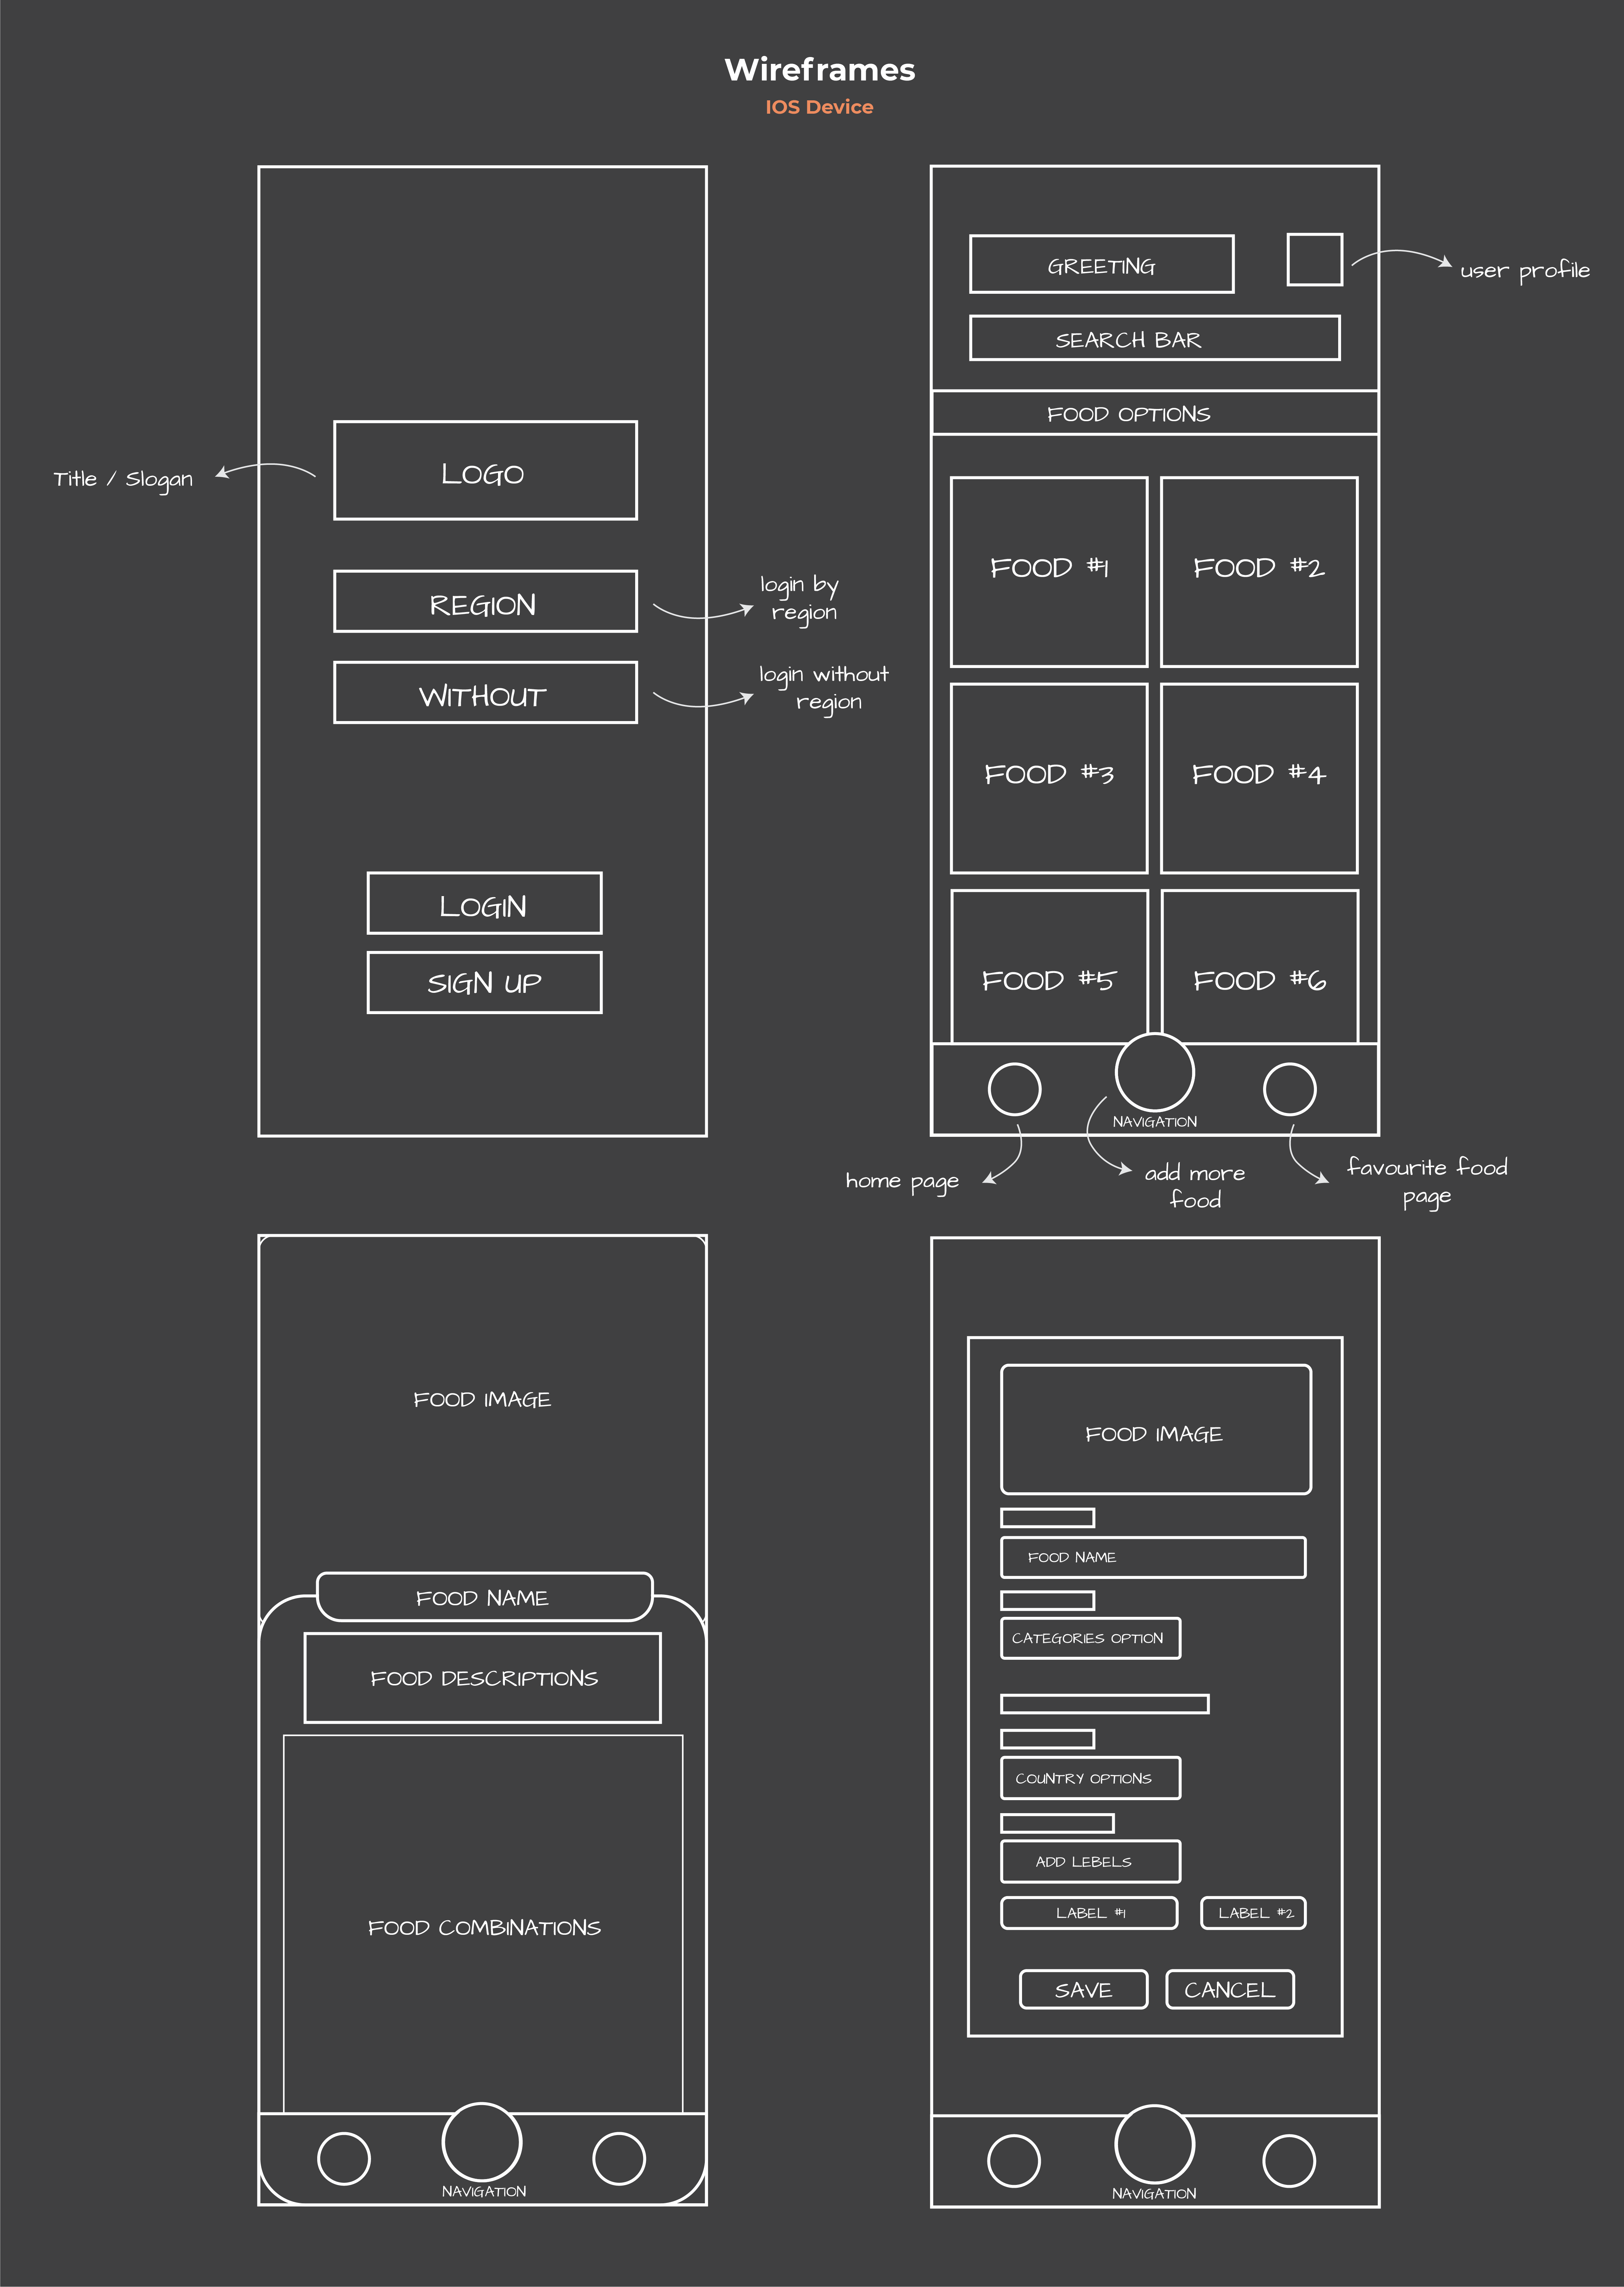 Wireframes
IOS Device
LOGO
Title / Slogan
REGION
login by
region
WITHOUT
login without
region
LOGIN
SIGN UP
GREETING
user profile
SEARCH BAR
FOOD OPTIONS
FOOD #1
FOOD #2
FOOD #3
FOOD #4
FOOD #5
FOOD #6
NAVIGATION
home page
add more
food
favourite food
page
FOOD IMAGE
FOOD NAME
FOOD DESCRIPTIONS
FOOD COMBINATIONS
NAVIGATION
FOOD IMAGE
FOOD NAME
CATEGORIES OPTION
COUNTRY OPTIONS
ADD LEBELS
LABEL #1
LABEL #2
SAVE
CANCEL
NAVIGATION